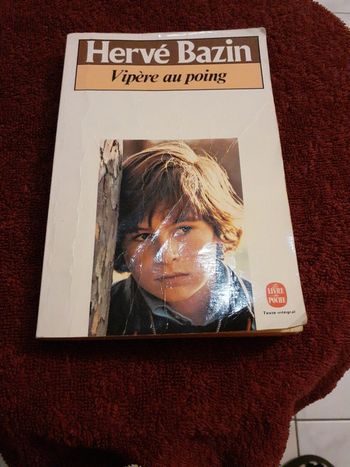 Hervé Bazin
Vipère au poing
LE LIVRE
DE POCHE
Texte intégral